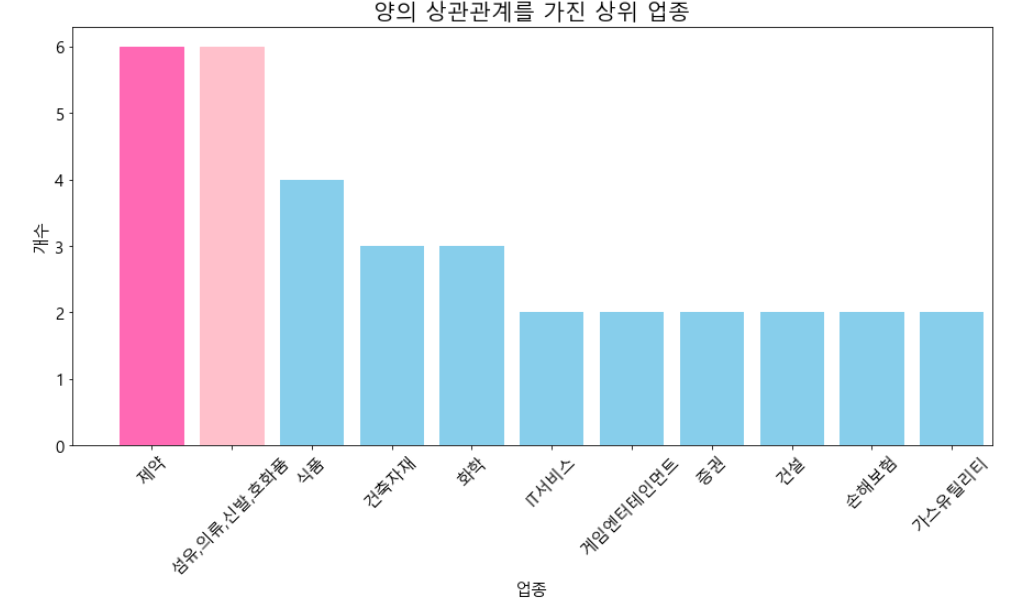 양의 상관관계를 가진 상위 업종
개수
6
5
4
3
2
1
0
제약
섬유,의류,신발,호화품
식품
건축자재
화학
IT서비스
게임엔터테인먼트
증권
건설
손해보험
가스유틸리티
업종